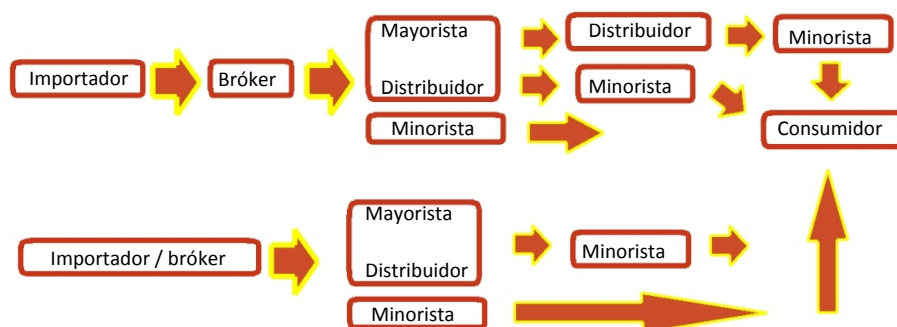 Mayorista
Distribuidor
Minorista
Importador
Bróker
Distribuidor
Minorista
Minorista
Consumidor
Mayorista
Importador / bróker
Distribuidor
Minorista
Minorista